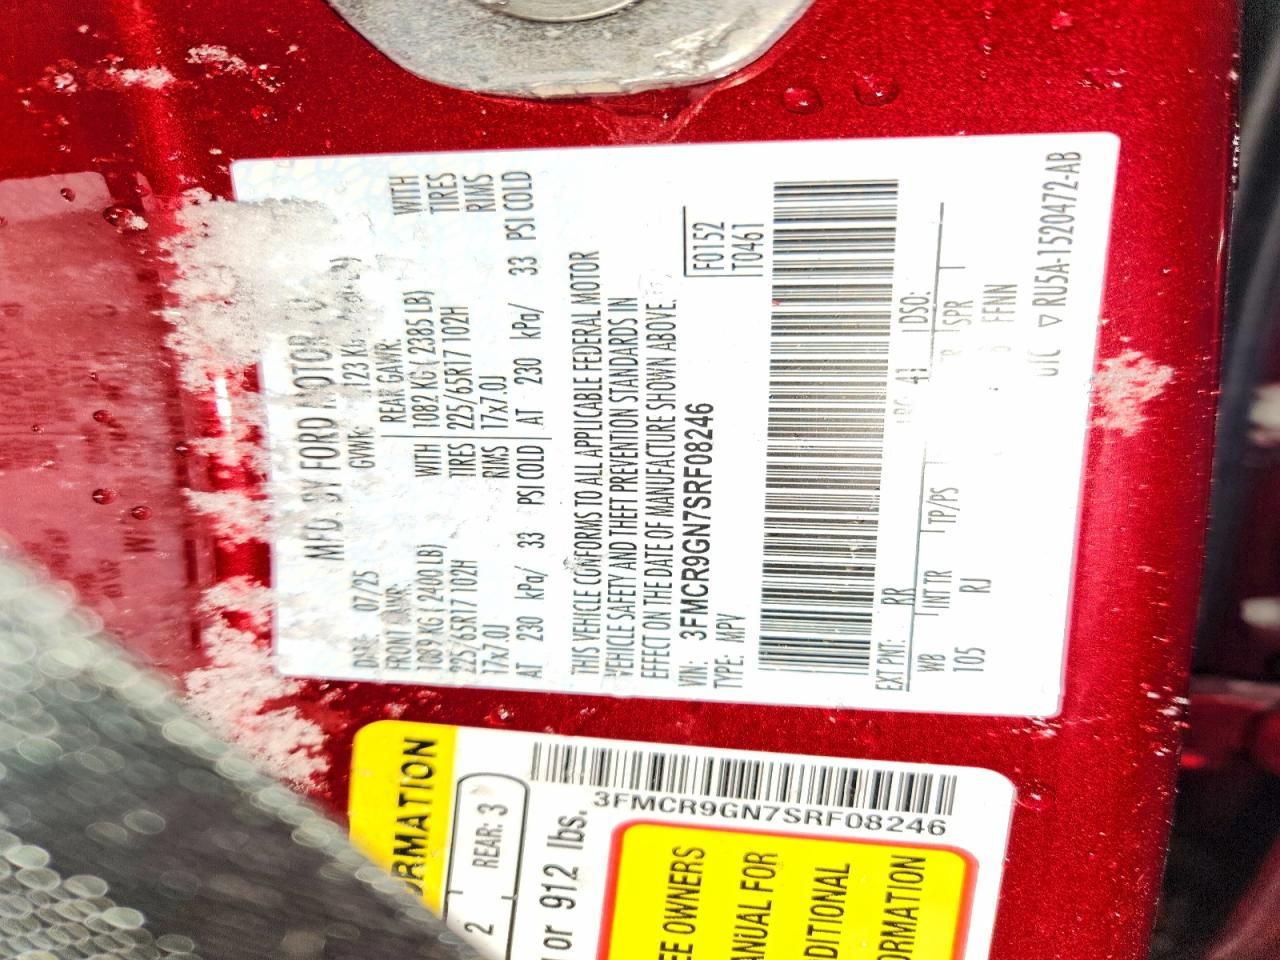 MFD. BY FORD MOTOR
DATE: 07/25 GVWR:
FRONT GAWR: REAR GAWR:
1089 KG ( 2400 LB) WITH 1082 KG ( 2385 LB) WITH
225/65R17 102H TIRES 225/65R17 102H TIRES
17x7.0J RIMS 17x7.0J RIMS
AT 230 kPa/ 33 PSI COLD AT 230 kPa/ 33 PSI COLD
THIS VEHICLE CONFORMS TO ALL APPLICABLE FEDERAL MOTOR
VEHICLE SAFETY AND THEFT PREVENTION STANDARDS IN
EFFECT ON THE DATE OF MANUFACTURE SHOWN ABOVE.
VIN: 3FMCR9GN7SRF08246
TYPE: MPV
F0152
T0461
EXT PNT: RR DSO:
WB INT TR TP/PS R SPR
105 RJ FFNN
UTC ▽ RU5A-1520472-AB
ORMATION
2 REAR: 3
or 912 lbs.
3FMCR9GN7SRF08246
EE OWNERS
ANUAL FOR
DITIONAL
ORMATION